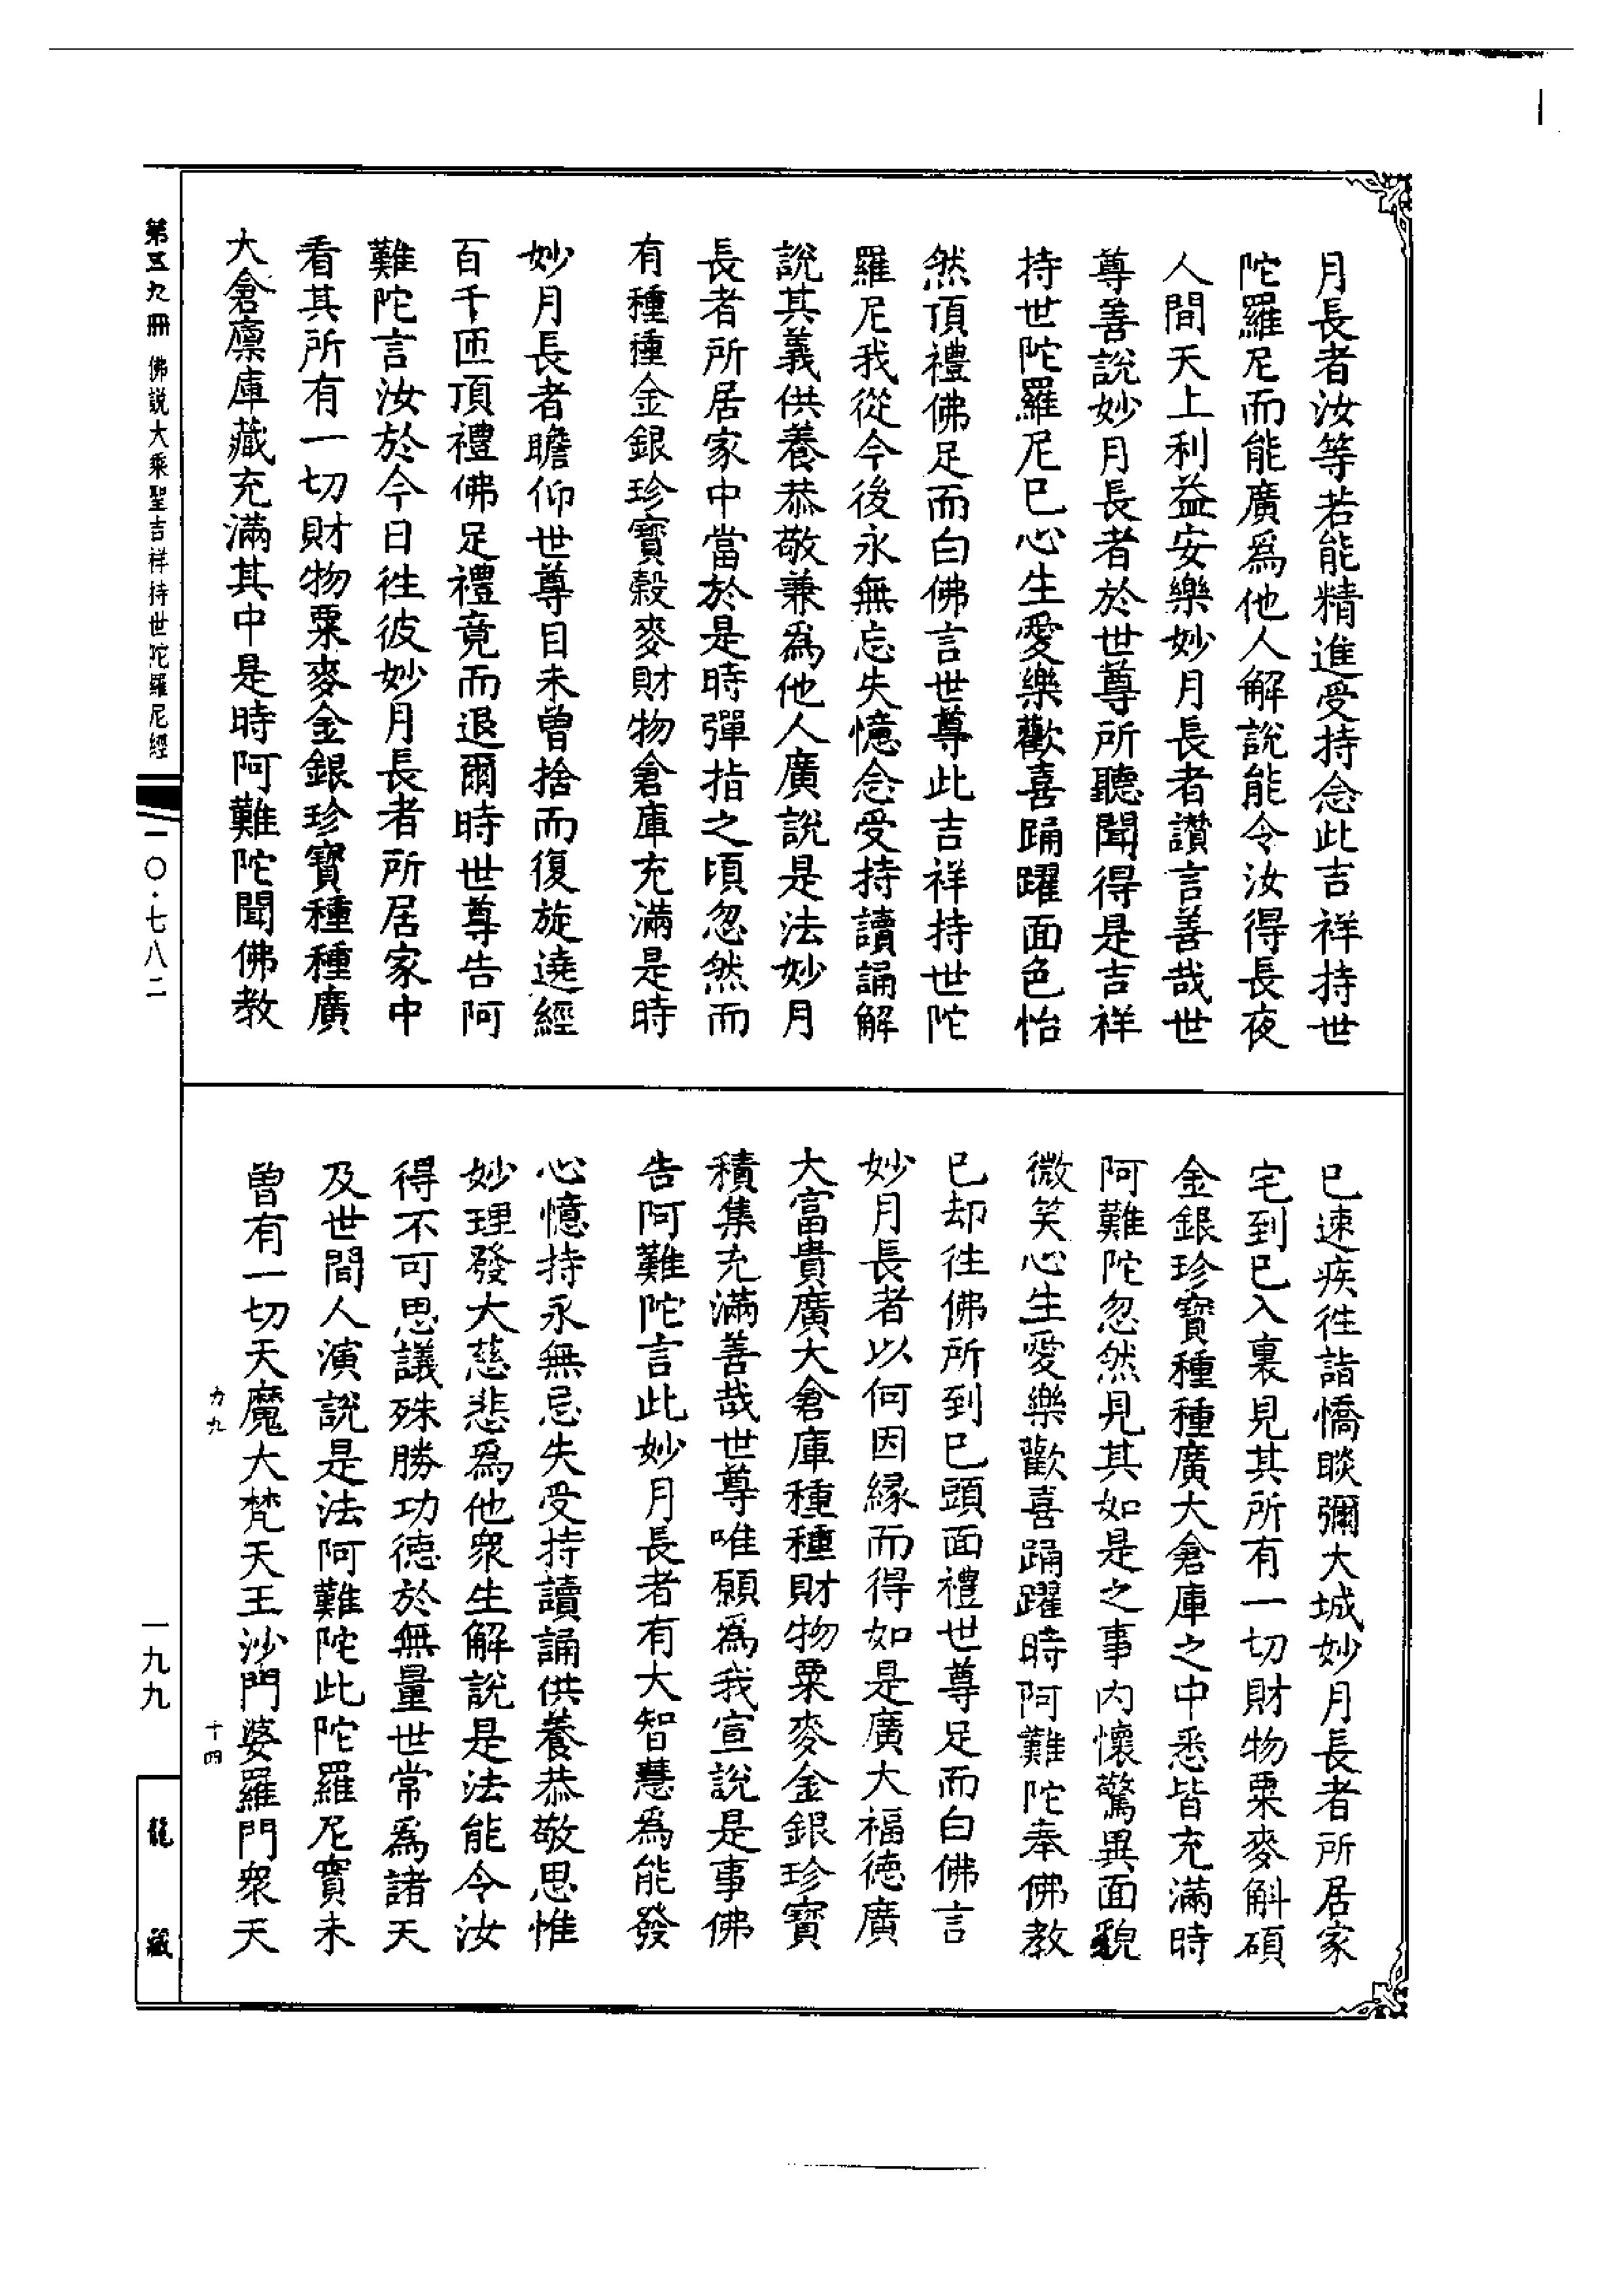 月長者汝等若能精進受持念此吉祥持世
陀羅尼而能廣爲他人解說能令汝得長夜
人間天上利益安樂妙月長者讚言善哉世
尊善說妙月長者於世尊所聽聞得是吉祥
持世陀羅尼已心生愛樂歡喜踊躍面色怡
然頂禮佛足而白佛言世尊此吉祥持世陀
羅尼我從今後永無忘失憶念受持讀誦解
說其義供養恭敬兼爲他人廣說是法妙月
長者所居家中當於是時彈指之頃忽然而
有種種金銀珍寶穀麥財物倉庫充滿是時
妙月長者瞻仰世尊目未曾捨而復旋遶經
百千匝頂禮佛足禮竟而退爾時世尊告阿
難陀言汝於今日往彼妙月長者所居家中
看其所有一切財物粟麥金銀珍寶種種廣
大倉廩庫藏充滿其中是時阿難陀聞佛教
已速疾往詣憍睒彌大城妙月長者所居家
宅到已入裏見其所有一切財物粟麥斛碩
金銀珍寶種種廣大倉庫之中悉皆充滿時
阿難陀忽然見其如是之事內懷驚異面貌
微笑心生愛樂歡喜踊躍時阿難陀奉佛教
已却往佛所到已頭面禮世尊足而白佛言
妙月長者以何因緣而得如是廣大福德廣
大富貴廣大倉庫種種財物粟麥金銀珍寶
積集充滿善哉世尊唯願爲我宣說是事佛
告阿難陀言此妙月長者有大智慧爲能發
心憶持永無忘失受持讀誦供養恭敬思惟
妙理發大慈悲爲他衆生解說是法能令汝
得不可思議殊勝功德於無量世常爲諸天
及世間人演說是法阿難陀此陀羅尼實未
曾有一切天魔大梵天王沙門婆羅門衆天
力九
十四
第五九冊 佛説大乘聖吉祥持世陀羅尼經
一〇·七八二
一九九
龍藏